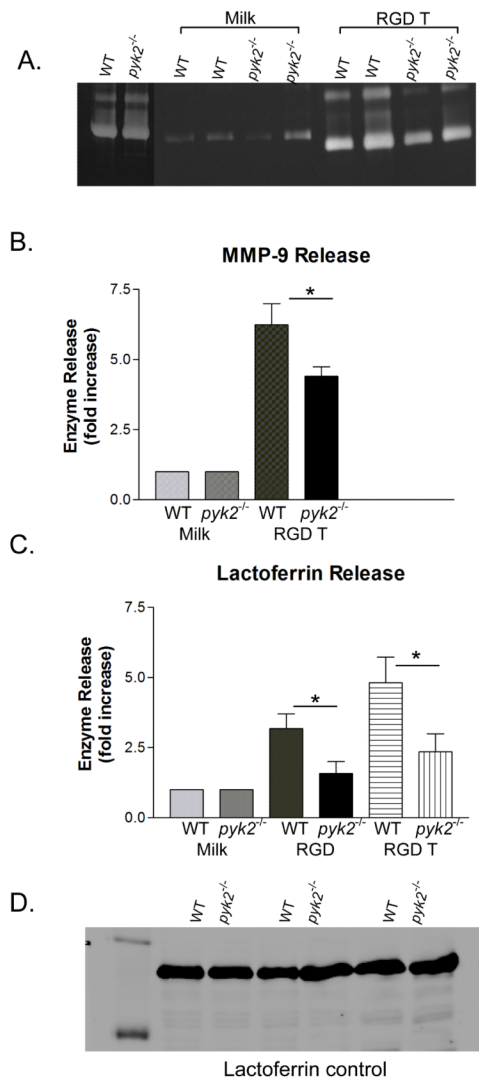 A.
Milk
RGD T
WT pyk2-/- WT WT pyk2-/- pyk2-/- WT WT pyk2-/- pyk2-/-
B.
MMP-9 Release
Enzyme Release
(fold increase)
7.5
*
5.0
2.5
0.0
WT pyk2-/- WT pyk2-/-
Milk RGD T
C.
Lactoferrin Release
Enzyme Release
(fold increase)
7.5
* *
5.0
2.5
0.0
WT pyk2-/- WT pyk2-/- WT pyk2-/-
Milk RGD RGD T
D.
WT pyk2-/- WT pyk2-/- WT pyk2-/-
Lactoferrin control